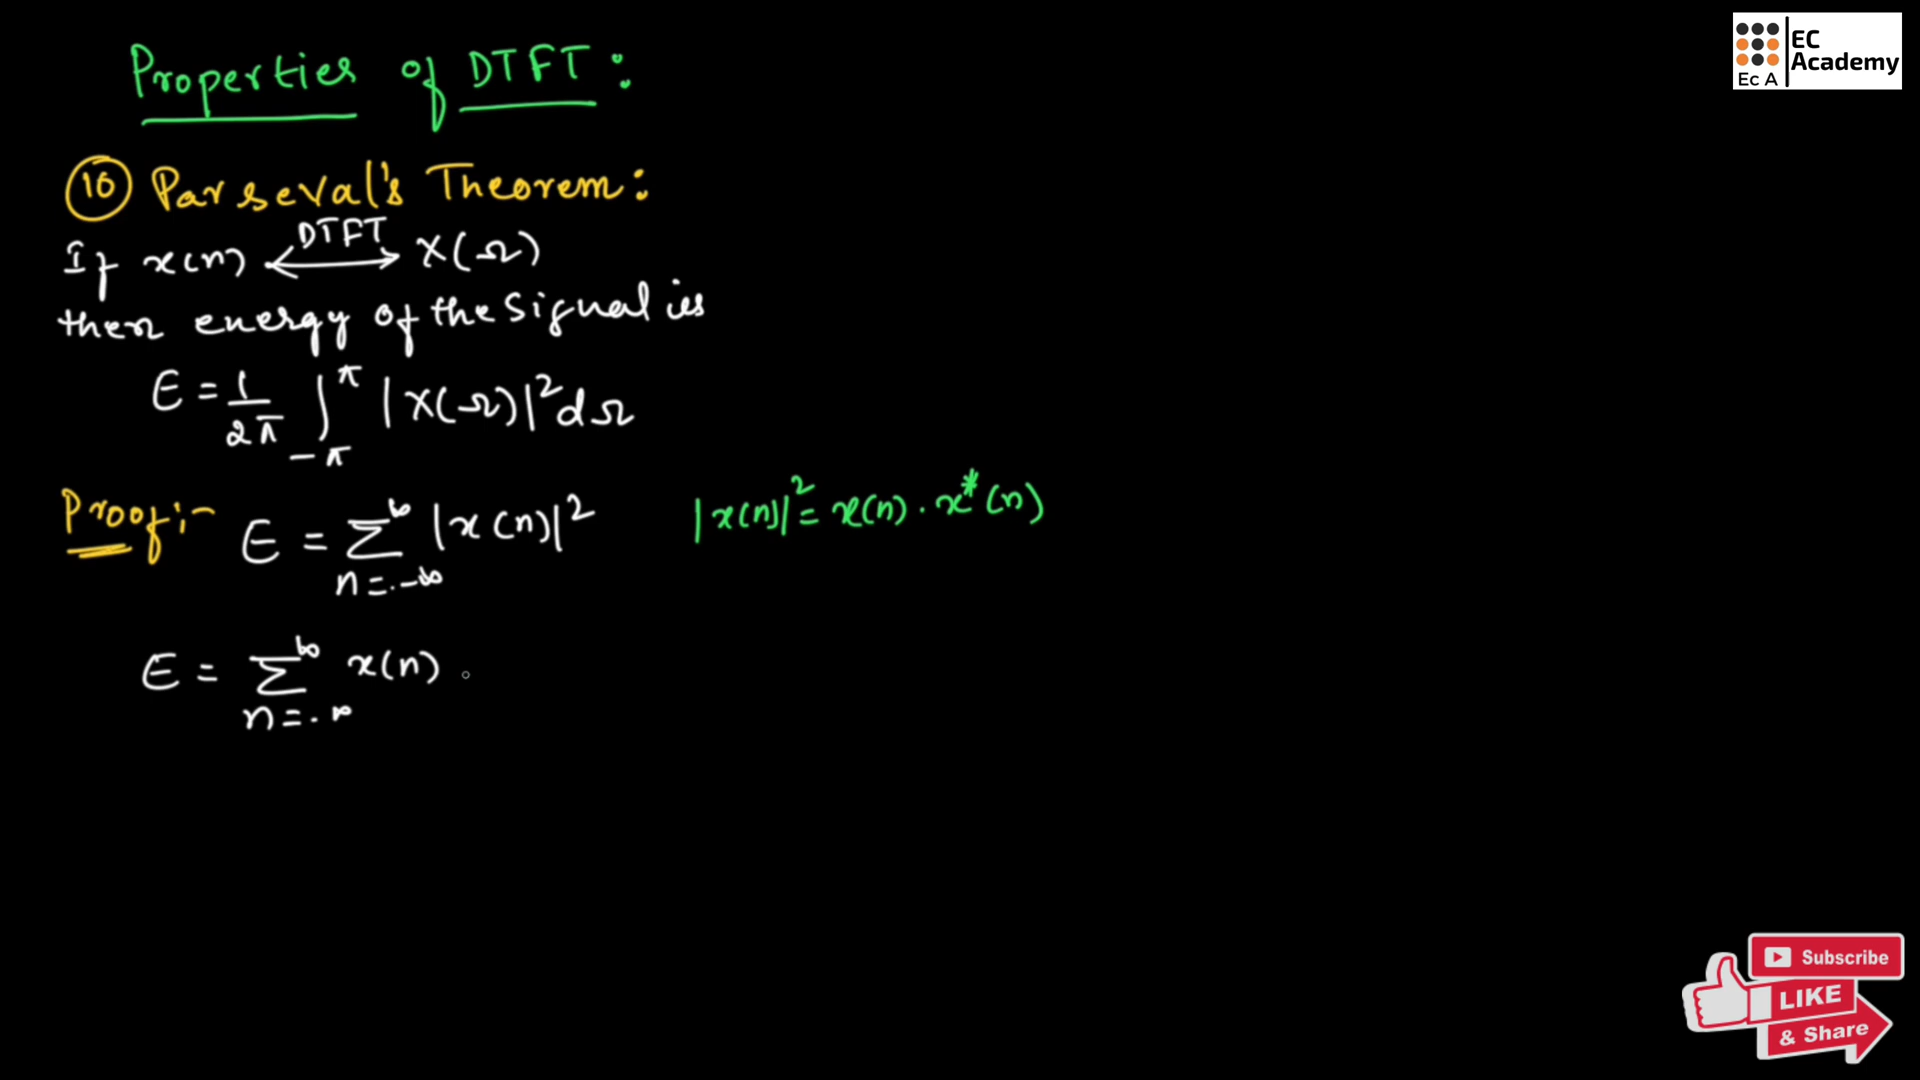 Properties of DTFT:
EC Academy
Ec A
10 Parseval's Theorem:
If x(n) <-DTFT-> X(Ω)
then energy of the signal is
E = 1/2π ∫_{-π}^{π} |X(Ω)|² dΩ
Proof:- E = Σ_{n=-∞}^{∞} |x(n)|² |x(n)|² = x(n) . x*(n)
E = Σ_{n=-∞}^{∞} x(n)
Subscribe
LIKE
& Share